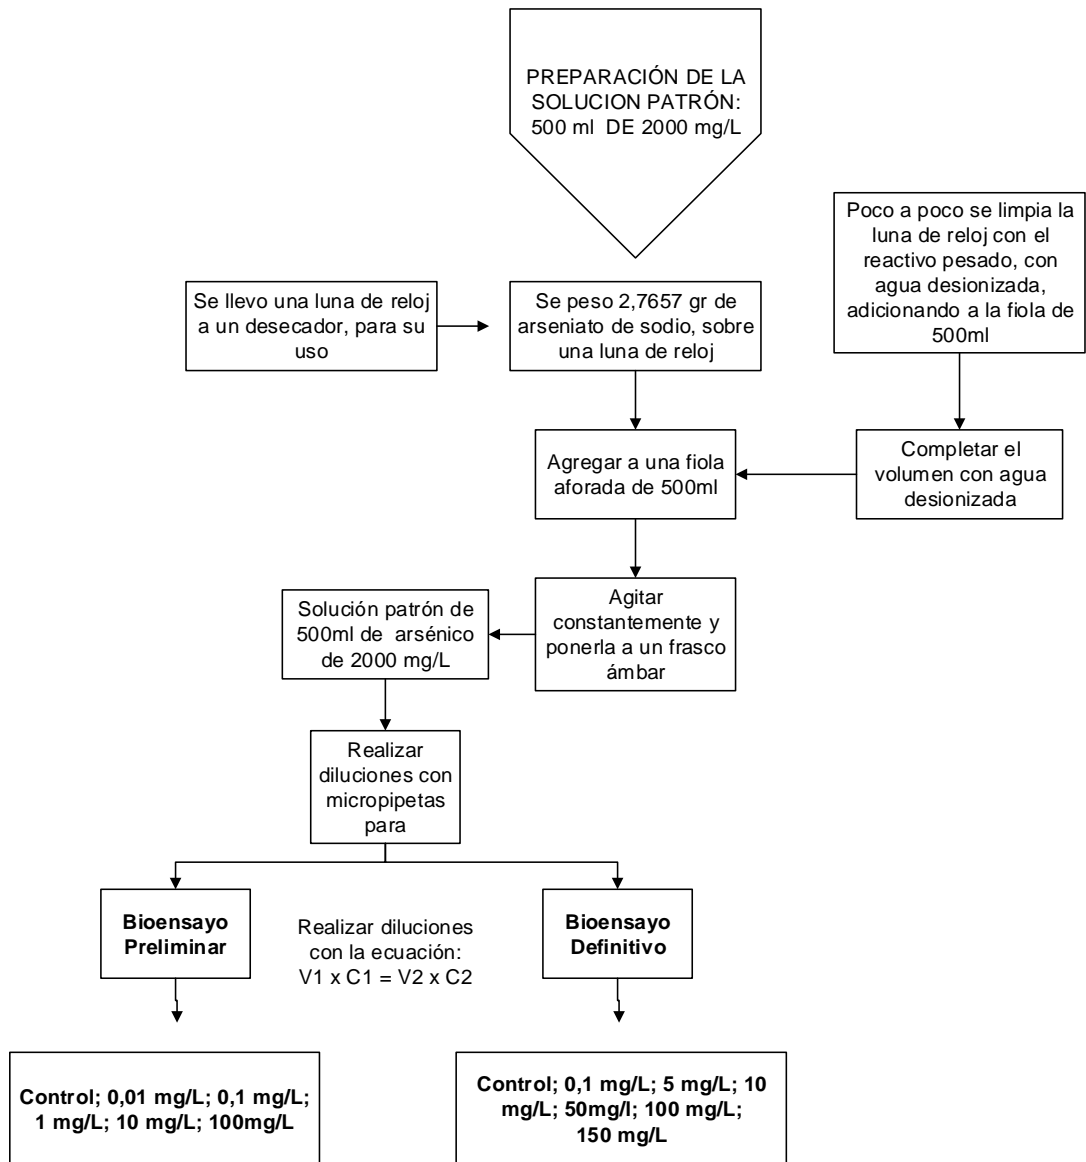 PREPARACIÓN DE LA
SOLUCION PATRÓN:
500 ml DE 2000 mg/L
Poco a poco se limpia la
luna de reloj con el
reactivo pesado, con
agua desionizada,
adicionando a la fiola de
500ml
Se llevo una luna de reloj
a un desecador, para su
uso
Se peso 2,7657 gr de
arseniato de sodio, sobre
una luna de reloj
Agregar a una fiola
aforada de 500ml
Completar el
volumen con agua
desionizada
Agitar
constantemente y
ponerla a un frasco
ámbar
Solución patrón de
500ml de arsénico
de 2000 mg/L
Realizar
diluciones con
micropipetas
para
Bioensayo
Preliminar
Realizar diluciones
con la ecuación:
V1 x C1 = V2 x C2
Bioensayo
Definitivo
Control; 0,01 mg/L; 0,1 mg/L;
1 mg/L; 10 mg/L; 100mg/L
Control; 0,1 mg/L; 5 mg/L; 10
mg/L; 50mg/l; 100 mg/L;
150 mg/L